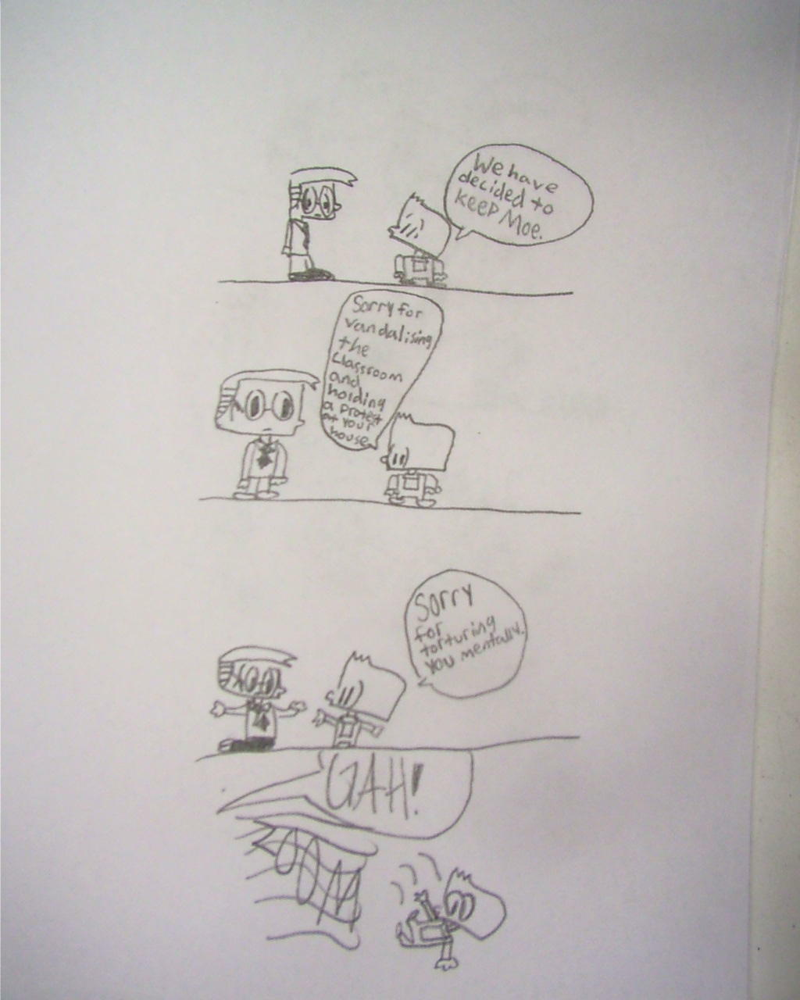 We have
decided to
keep Moe.
Sorry for
vandalising
the
classroom
and
holding
a protest
at your
house.
Sorry
for
torturing
you mentally.
GAH!
ZOOM